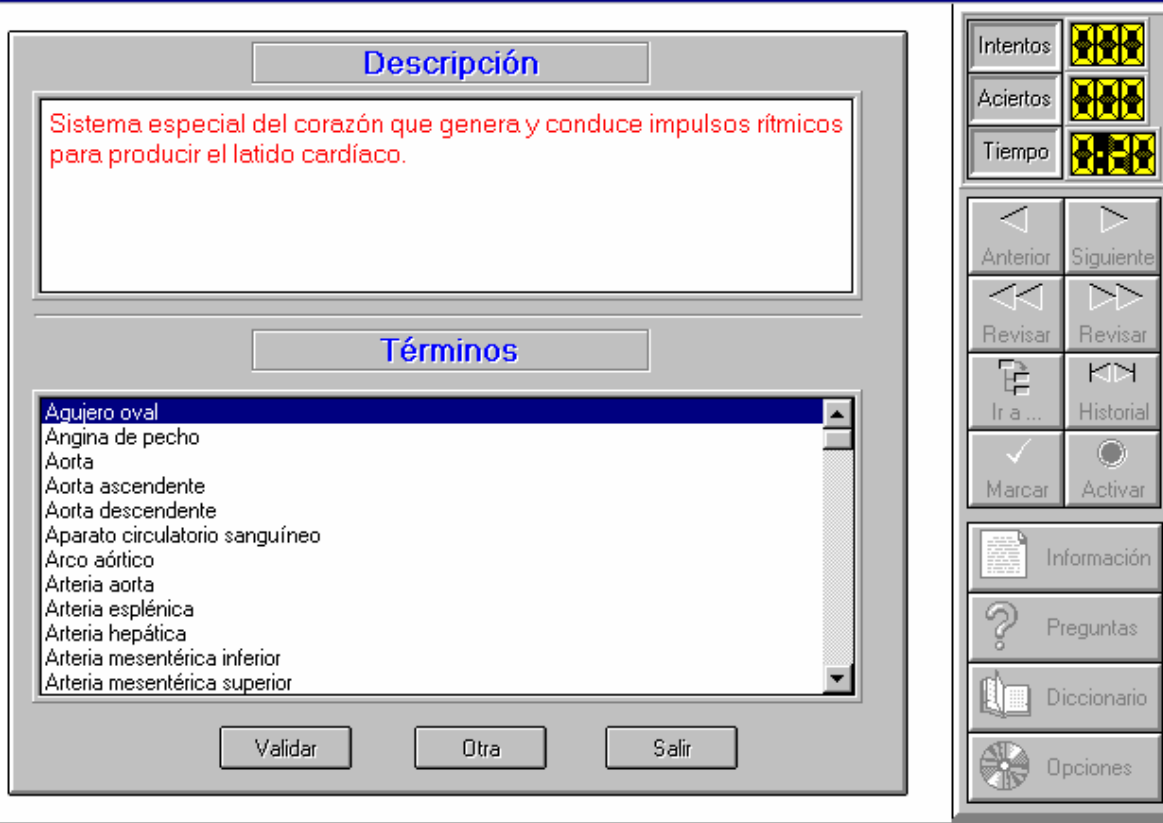 Descripción
Sistema especial del corazón que genera y conduce impulsos rítmicos
para producir el latido cardíaco.
Términos
Agujero oval
Angina de pecho
Aorta
Aorta ascendente
Aorta descendente
Aparato circulatorio sanguíneo
Arco aórtico
Arteria aorta
Arteria esplénica
Arteria hepática
Arteria mesentérica inferior
Arteria mesentérica superior
Validar
Otra
Salir
Intentos
Aciertos
Tiempo
Anterior
Siguiente
Revisar
Revisar
Ir a ...
Historial
Marcar
Activar
Información
Preguntas
Diccionario
Opciones